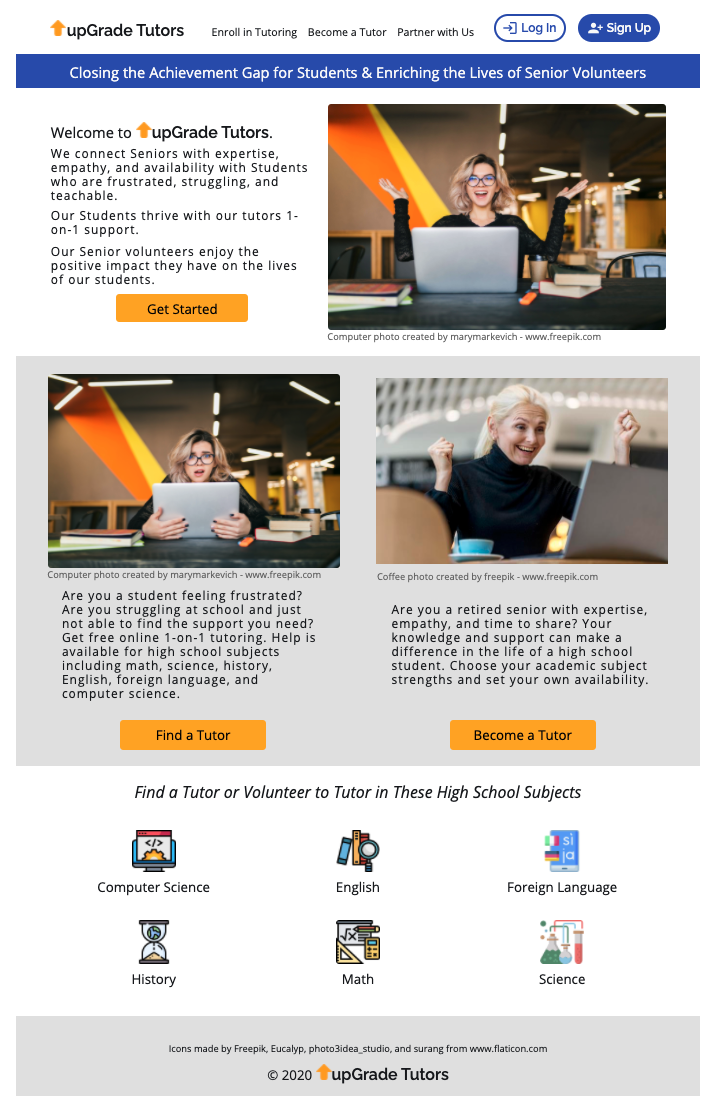 upGrade Tutors Enroll in Tutoring Become a Tutor Partner with Us Log In Sign Up
Closing the Achievement Gap for Students & Enriching the Lives of Senior Volunteers
Welcome to upGrade Tutors.
We connect Seniors with expertise,
empathy, and availability with Students
who are frustrated, struggling, and
teachable.
Our Students thrive with our tutors 1-
on-1 support.
Our Senior volunteers enjoy the
positive impact they have on the lives
of our students.
Get Started
Computer photo created by marymarkevich - www.freepik.com
Computer photo created by marymarkevich - www.freepik.com
Are you a student feeling frustrated?
Are you struggling at school and just
not able to find the support you need?
Get free online 1-on-1 tutoring. Help is
available for high school subjects
including math, science, history,
English, foreign language, and
computer science.
Find a Tutor
Coffee photo created by freepik - www.freepik.com
Are you a retired senior with expertise,
empathy, and time to share? Your
knowledge and support can make a
difference in the life of a high school
student. Choose your academic subject
strengths and set your own availability.
Become a Tutor
Find a Tutor or Volunteer to Tutor in These High School Subjects
</>
Computer Science
English
si
ja
Foreign Language
History
√x
Math
Science
Icons made by Freepik, Eucalyp, photo3idea_studio, and surang from www.flaticon.com
© 2020 upGrade Tutors